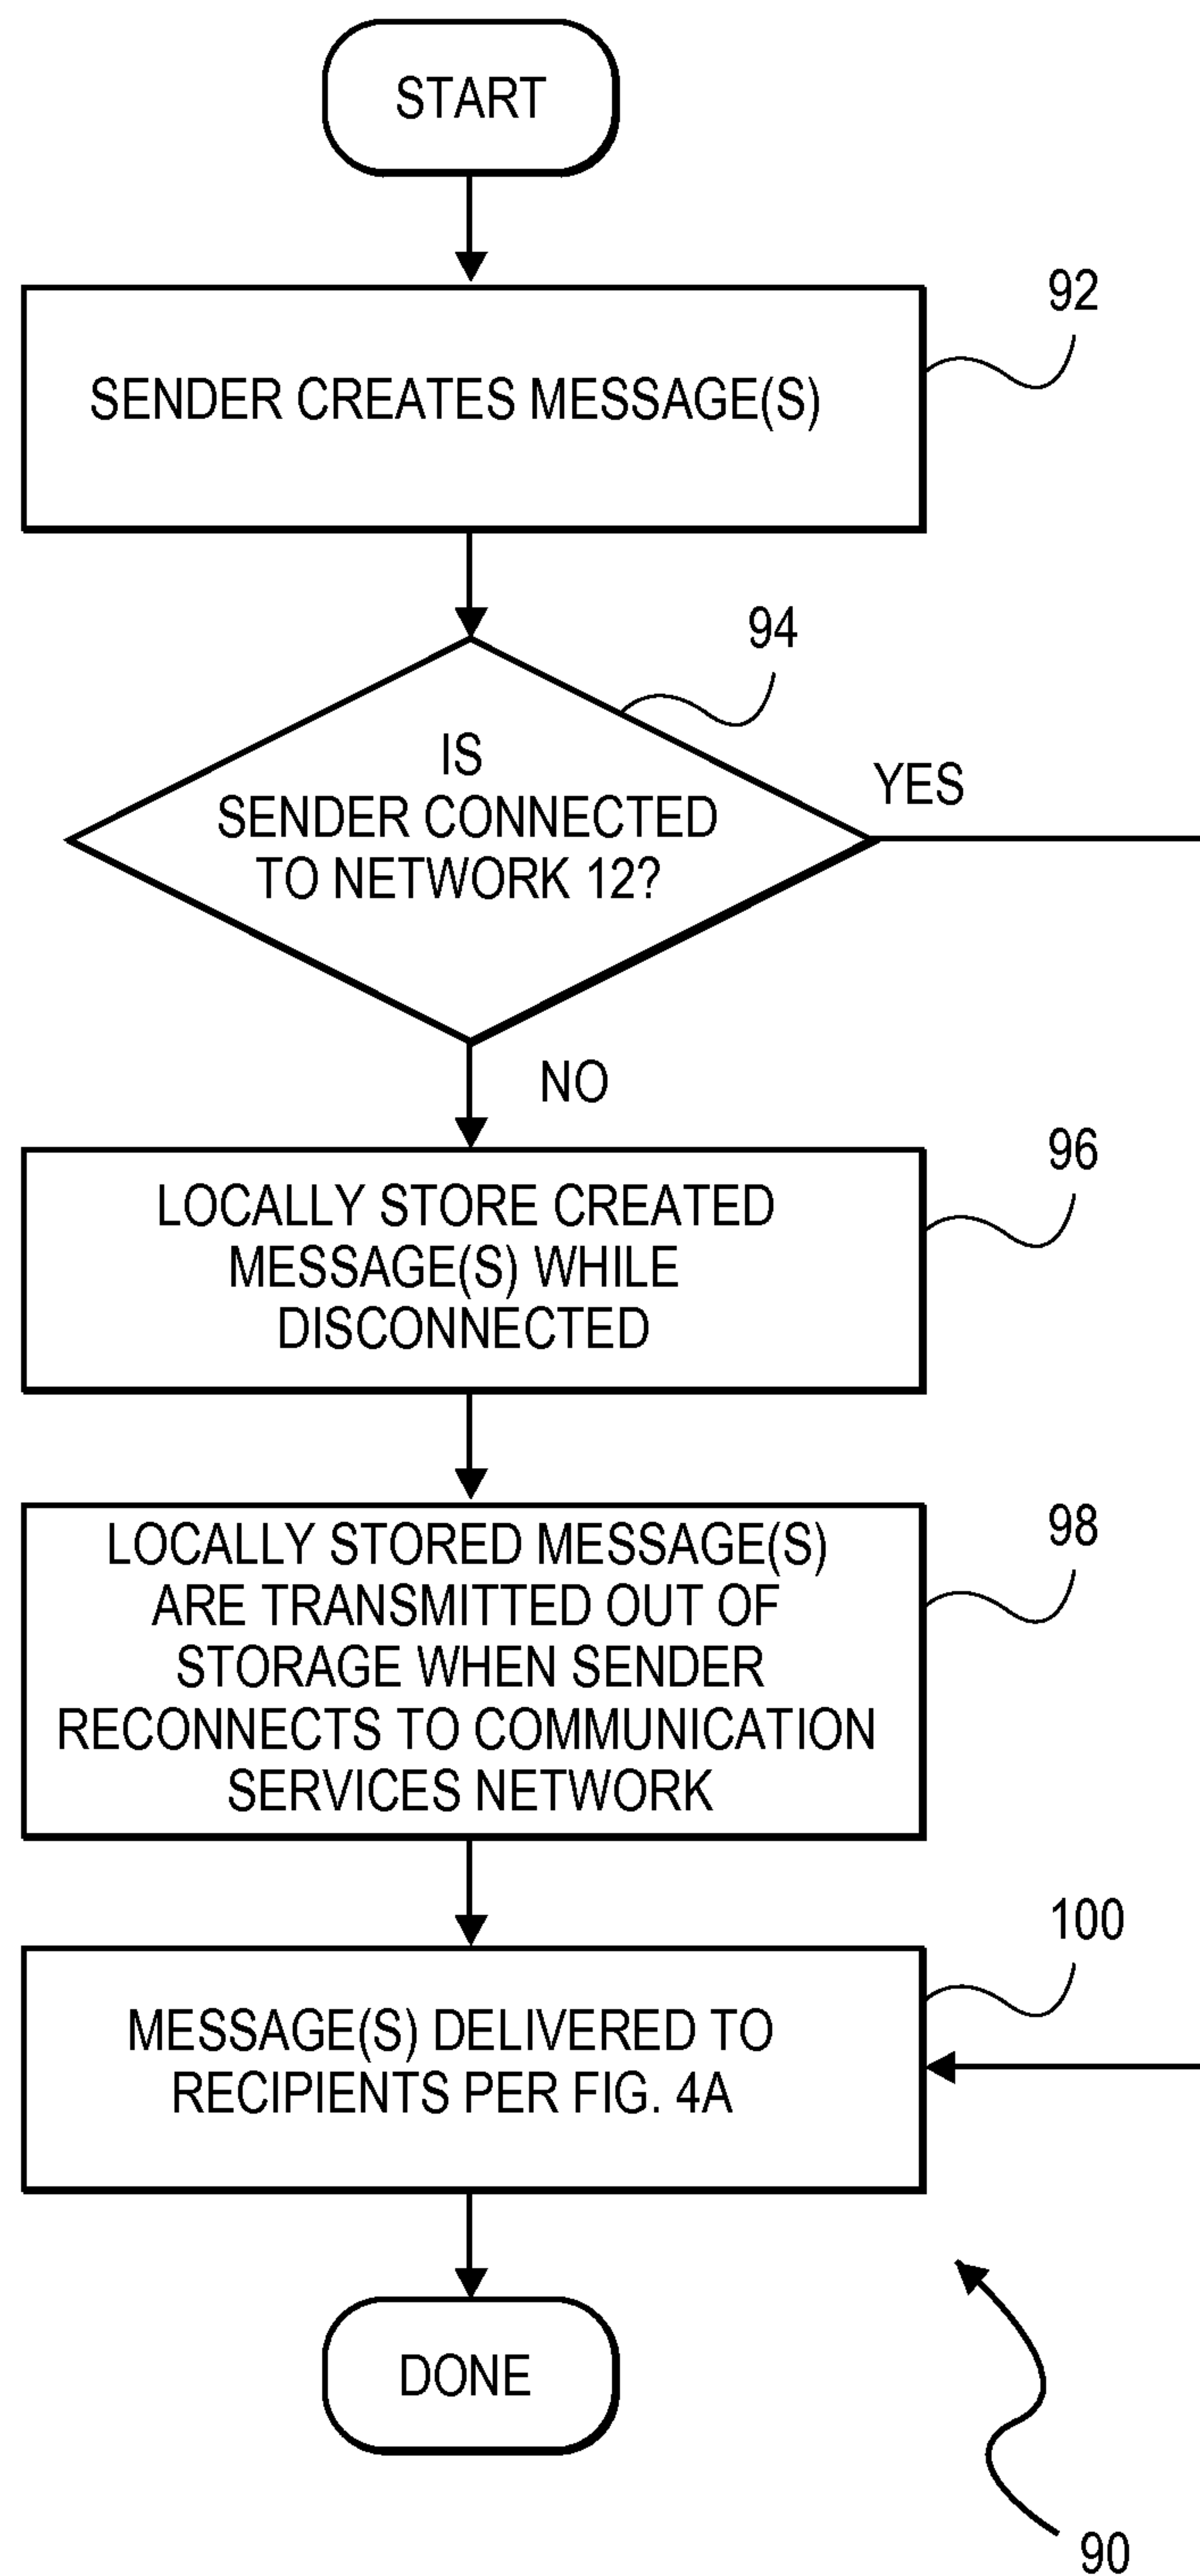 START
92
SENDER CREATES MESSAGE(S)
94
IS
SENDER CONNECTED
TO NETWORK 12?
YES
NO
96
LOCALLY STORE CREATED
MESSAGE(S) WHILE
DISCONNECTED
98
LOCALLY STORED MESSAGE(S)
ARE TRANSMITTED OUT OF
STORAGE WHEN SENDER
RECONNECTS TO COMMUNICATION
SERVICES NETWORK
100
MESSAGE(S) DELIVERED TO
RECIPIENTS PER FIG. 4A
DONE
90